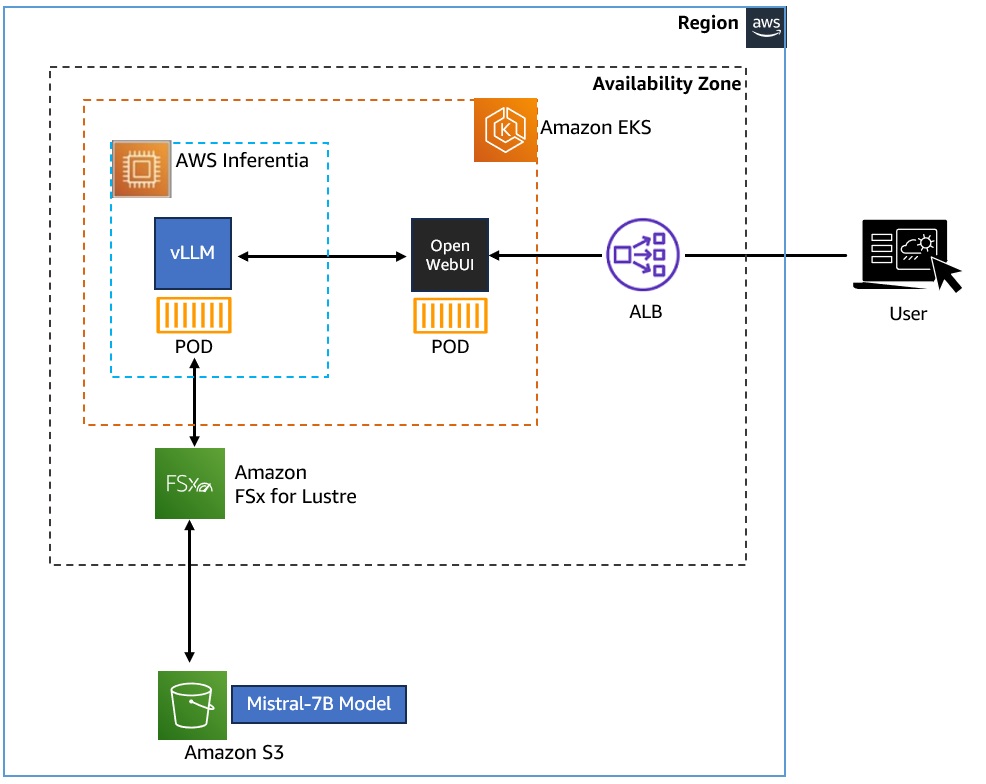 Region
aws
Availability Zone
Amazon EKS
AWS Inferentia
vLLM
Open
WebUI
POD
POD
ALB
User
FSx
Amazon
FSx for Lustre
Mistral-7B Model
Amazon S3